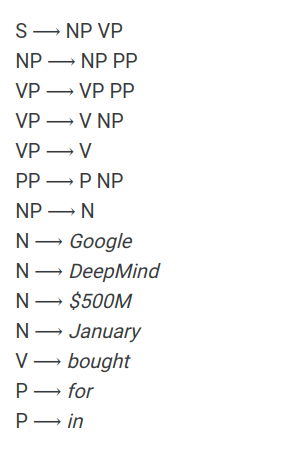 S ⟶ NP VP
NP ⟶ NP PP
VP ⟶ VP PP
VP ⟶ V NP
VP ⟶ V
PP ⟶ P NP
NP ⟶ N
N ⟶ Google
N ⟶ DeepMind
N ⟶ $500M
N ⟶ January
V ⟶ bought
P ⟶ for
P ⟶ in